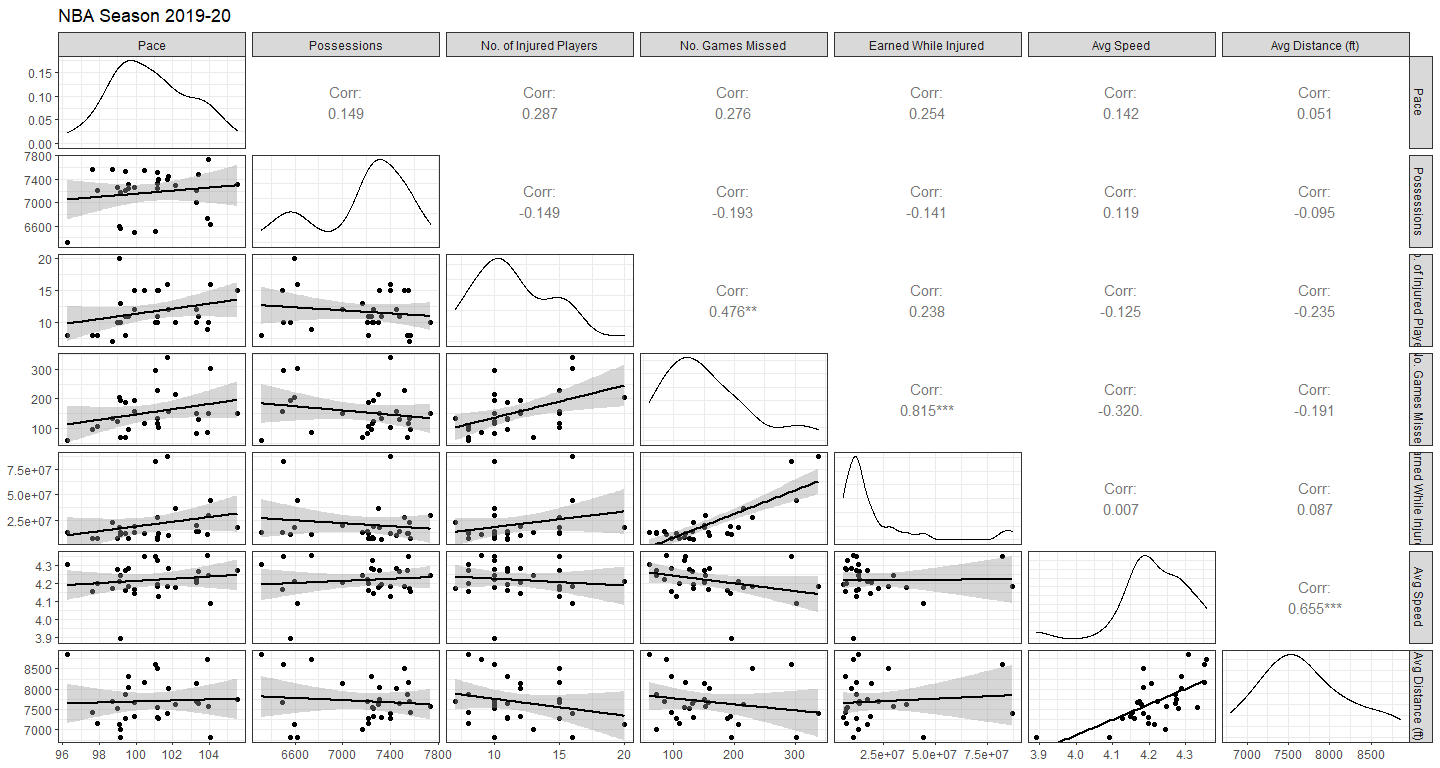 NBA Season 2019-20
Pace Possessions No. of Injured Players No. Games Missed Earned While Injured Avg Speed Avg Distance (ft)
0.15
0.10
0.05
0.00
Corr: Corr: Corr: Corr: Corr: Corr:
0.149 0.287 0.276 0.254 0.142 0.051
Pace
7800
7400
7000
6600
Corr: Corr: Corr: Corr: Corr:
-0.149 -0.193 -0.141 0.119 -0.095
Possessions
20
15
10
Corr: Corr: Corr: Corr:
0.476** 0.238 -0.125 -0.235
. of Injured Playe
300
200
100
Corr: Corr: Corr:
0.815*** -0.320. -0.191
No. Games Misse
7.5e+07
5.0e+07
2.5e+07
Corr: Corr:
0.007 0.087
arned While Injure
4.3
4.2
4.1
4.0
3.9
Corr:
0.655***
Avg Speed
8500
8000
7500
7000
Avg Distance (ft)
96 98 100 102 104 6600 7000 7400 7800 10 15 20 100 200 300 2.5e+07 5.0e+07 7.5e+07 3.9 4.0 4.1 4.2 4.3 7000 7500 8000 8500